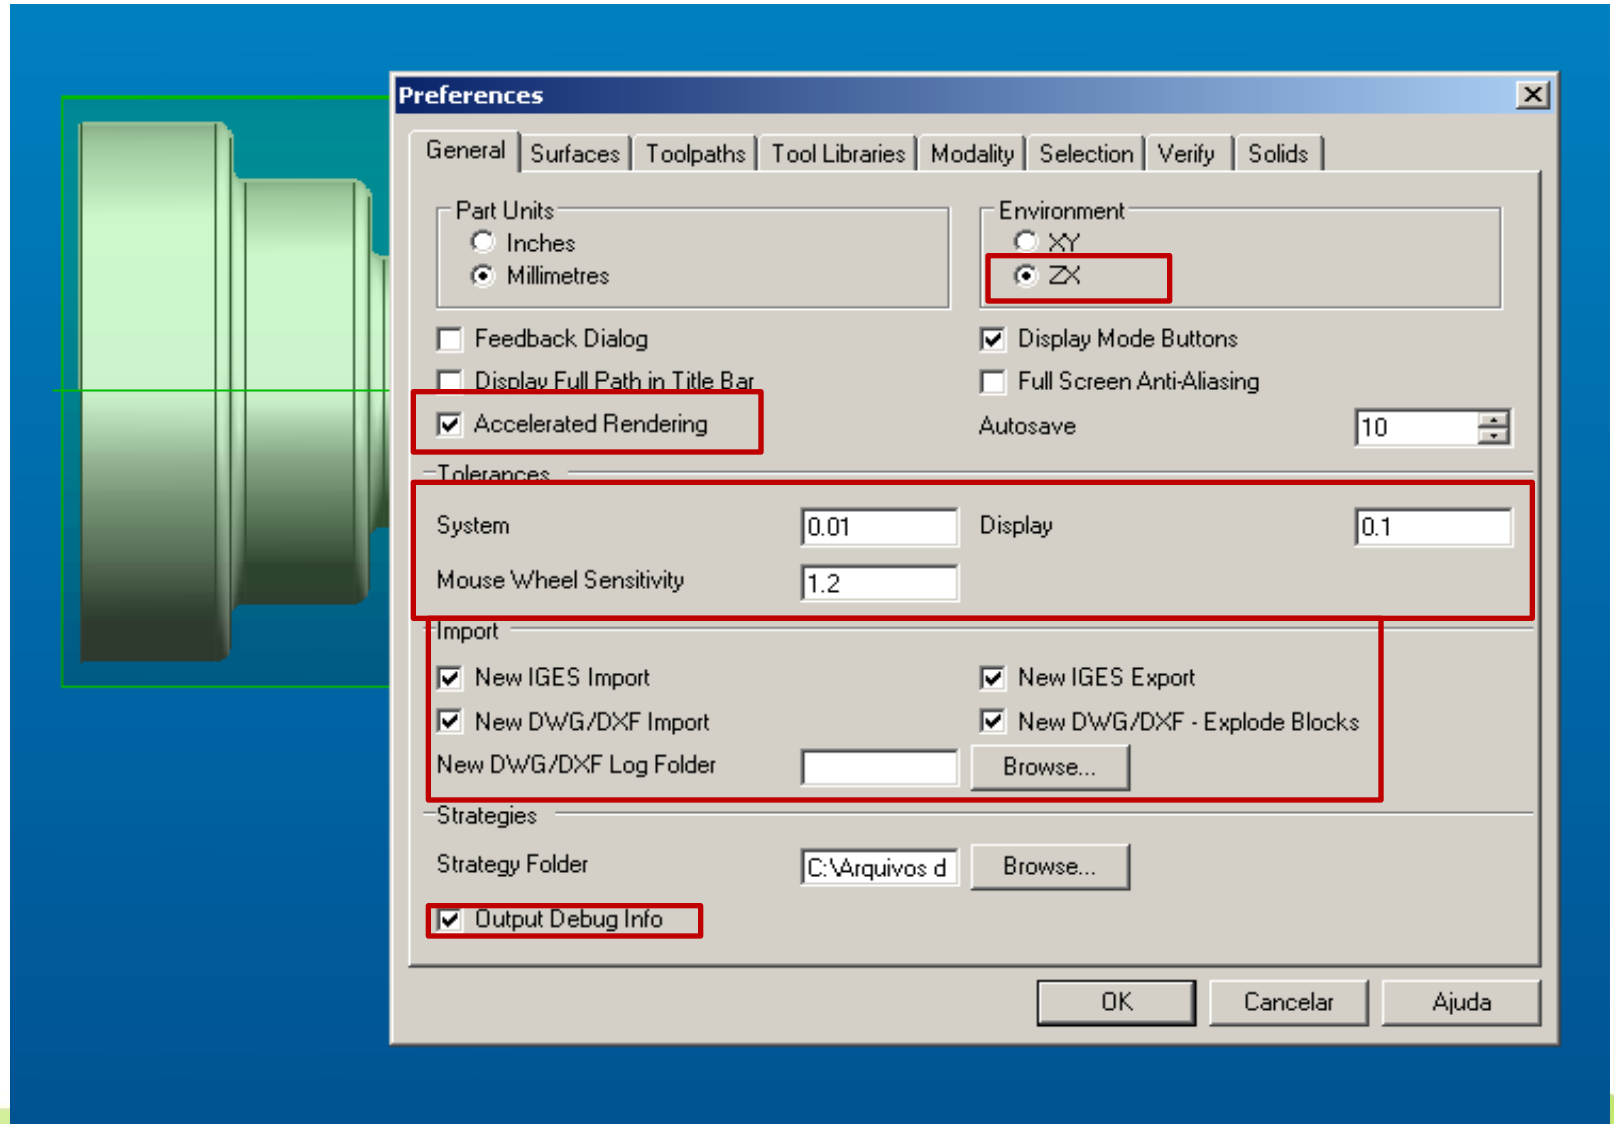 Preferences
General Surfaces Toolpaths Tool Libraries Modality Selection Verify Solids
Part Units
Inches
Millimetres
Environment
XY
ZX
Feedback Dialog
Display Mode Buttons
Display Full Path in Title Bar
Full Screen Anti-Aliasing
Accelerated Rendering
Autosave 10
Tolerances
System 0.01 Display 0.1
Mouse Wheel Sensitivity 1.2
Import
New IGES Import New IGES Export
New DWG/DXF Import New DWG/DXF - Explode Blocks
New DWG/DXF Log Folder Browse...
Strategies
Strategy Folder C:\Arquivos d Browse...
Output Debug Info
OK Cancelar Ajuda